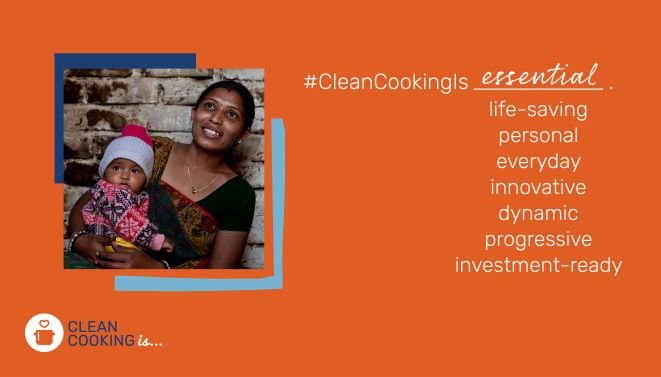 #CleanCookingIs essential.
life-saving
personal
everyday
innovative
dynamic
progressive
investment-ready
CLEAN
COOKING is...